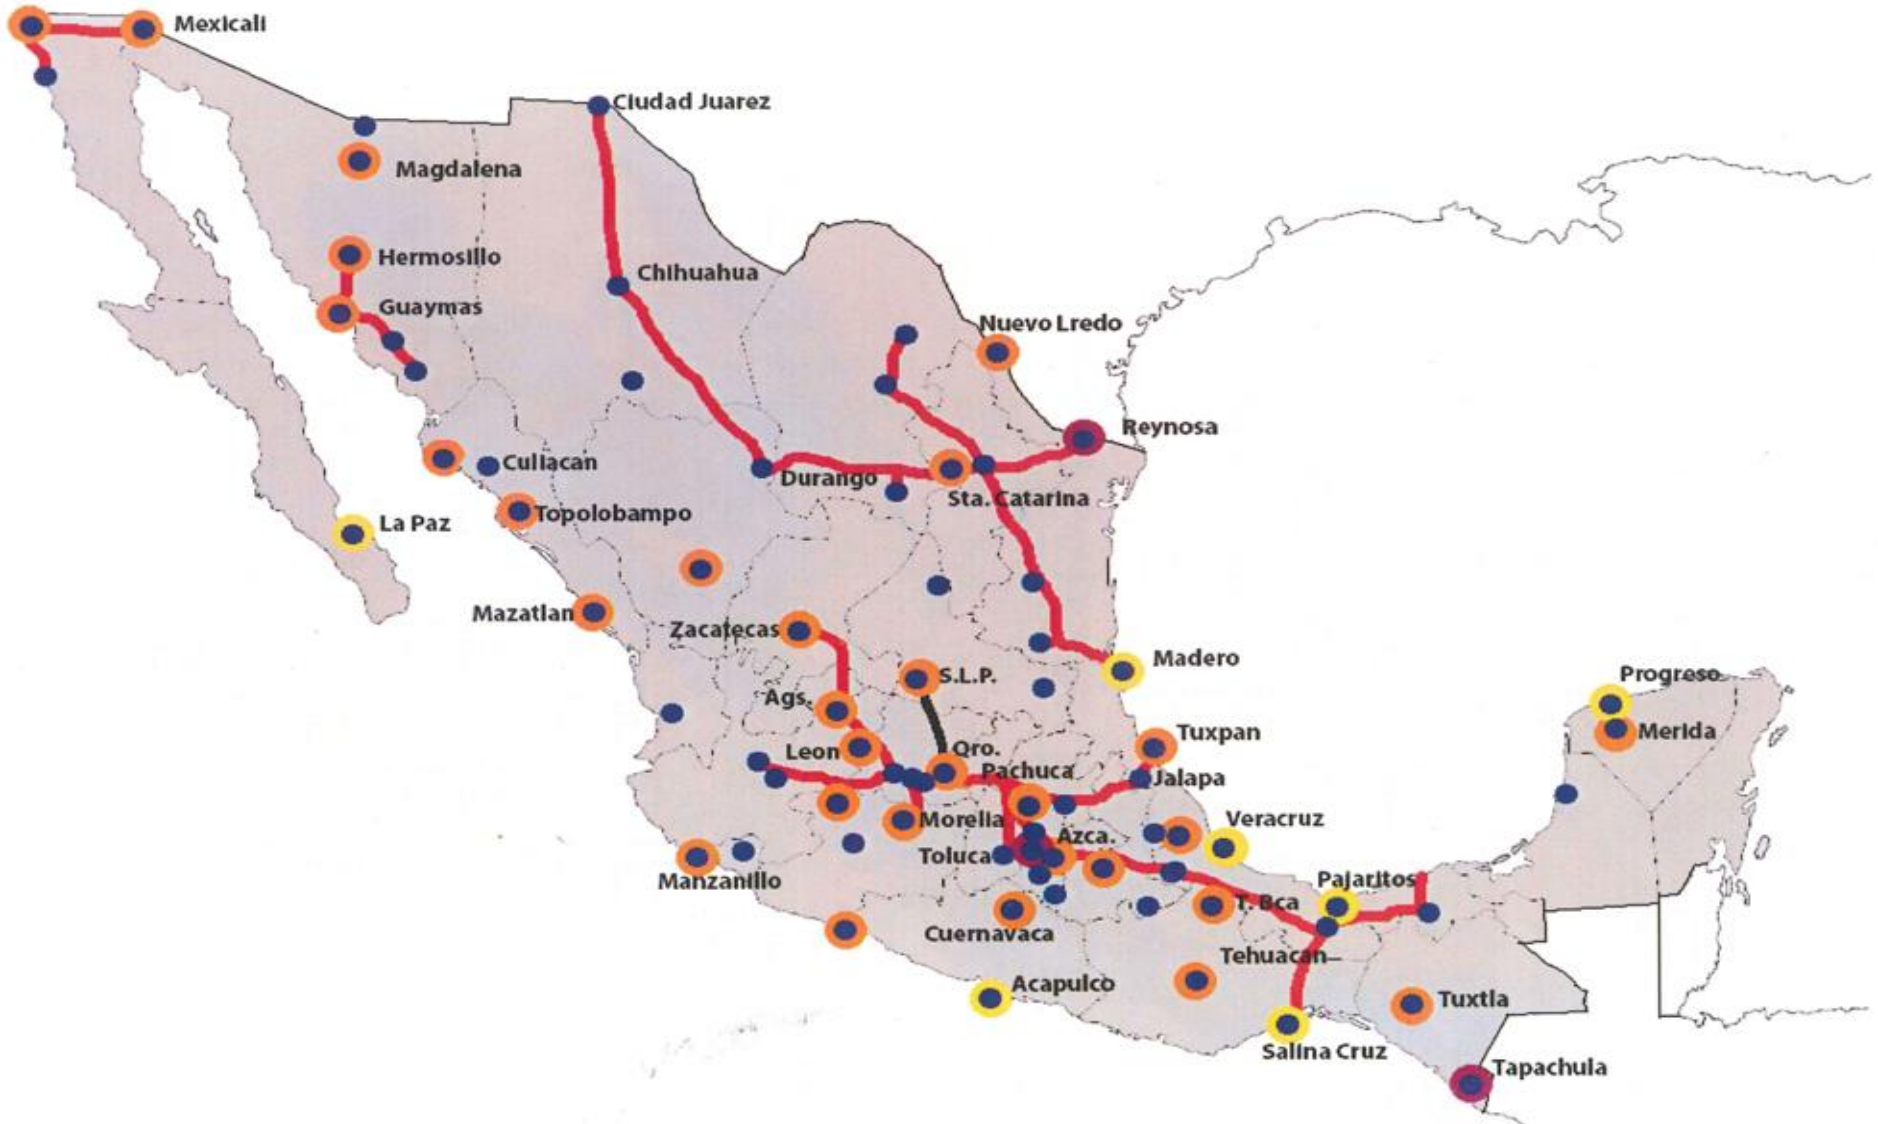 Mexicali
Ciudad Juarez
Magdalena
Hermosillo
Chihuahua
Guaymas
Nuevo Lredo
Reynosa
Culiacan
Durango
Sta. Catarina
Topolobampo
La Paz
Mazatlan
Zacatecas
Madero
S.L.P.
Progreso
Ags.
Tuxpan
Merida
Leon
Qro.
Pachuca
Jalapa
Morelia
Veracruz
Azca.
Toluca
Manzanillo
Pajaritos
T. Bca
Cuernavaca
Tehuacan
Acapulco
Tuxtla
Salina Cruz
Tapachula